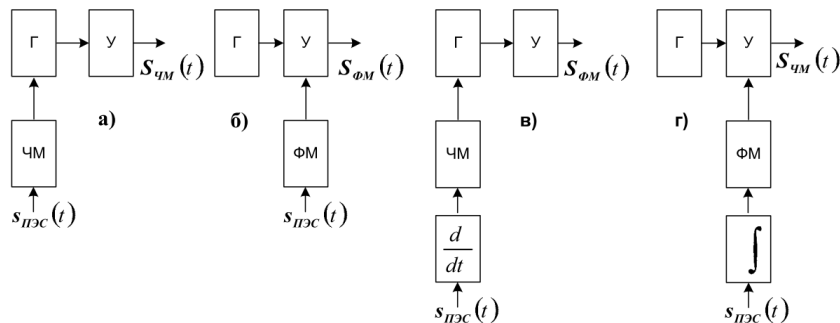 Г У Г У Г У Г У
S_ЧМ(t) S_ФМ(t) S_ФМ(t) S_ЧМ(t)
а) б) в) г)
ЧМ ФМ ЧМ ФМ
s_ПЭС(t) s_ПЭС(t)
d/dt ∫
s_ПЭС(t) s_ПЭС(t)